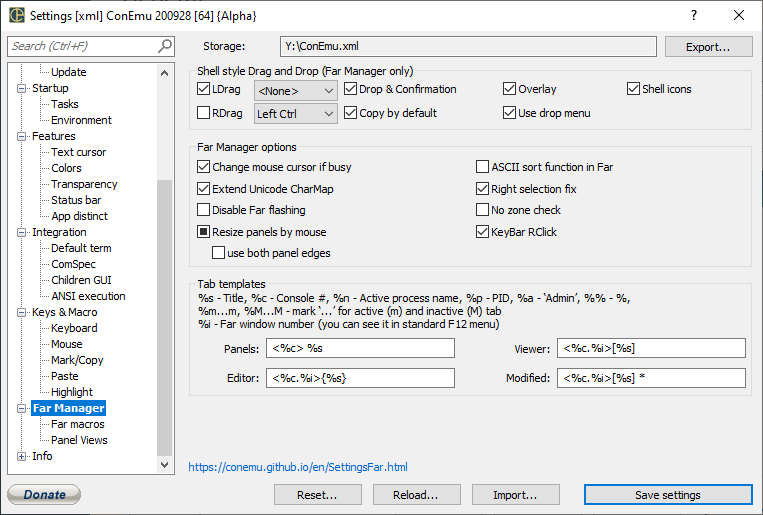 Settings [xml] ConEmu 200928 [64] {Alpha}
?
Search (Ctrl+F)
Storage:
Y:\ConEmu.xml
Export...
Update
Startup
Tasks
Environment
Features
Text cursor
Colors
Transparency
Status bar
App distinct
Integration
Default term
ComSpec
Children GUI
ANSI execution
Keys & Macro
Keyboard
Mouse
Mark/Copy
Paste
Highlight
Far Manager
Far macros
Panel Views
Info
Shell style Drag and Drop (Far Manager only)
LDrag
<None>
Drop & Confirmation
Overlay
Shell icons
RDrag
Left Ctrl
Copy by default
Use drop menu
Far Manager options
Change mouse cursor if busy
ASCII sort function in Far
Extend Unicode CharMap
Right selection fix
Disable Far flashing
No zone check
Resize panels by mouse
KeyBar RClick
use both panel edges
Tab templates
%s - Title, %c - Console #, %n - Active process name, %p - PID, %a - ‘Admin’, %% - %,
%m...m, %M...M - mark ‘...’ for active (m) and inactive (M) tab
%i - Far window number (you can see it in standard F12 menu)
Panels:
<%c> %s
Viewer:
<%c.%i>[%s]
Editor:
<%c.%i>{%s}
Modified:
<%c.%i>[%s] *
https://conemu.github.io/en/SettingsFar.html
Donate
Reset...
Reload...
Import...
Save settings